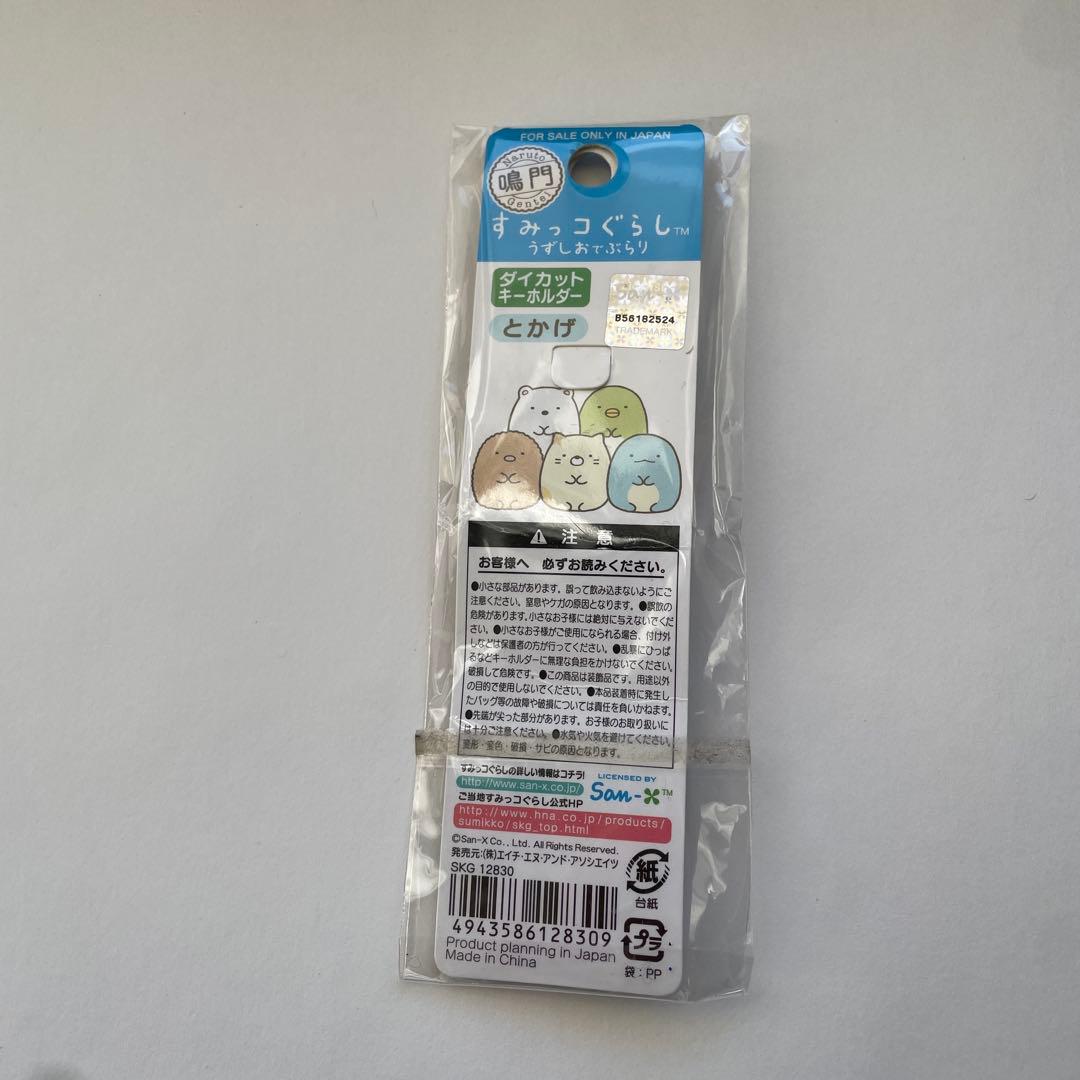 FOR SALE ONLY IN JAPAN
Naruto
鳴門
Gentei
すみっコぐらし™
うずしおでぶらり
ダイカット
キーホルダー
B56182524
TRADEMARK
とかげ
⚠ 注意
お客様へ 必ずお読みください。
●小さな部品があります。誤って飲み込まないようにご
注意ください。窒息やケガの原因となります。●誤飲の
危険があります。小さなお子様には絶対に与えないでくだ
さい。●小さなお子様がご使用になられる場合、付け外
しなどは保護者の方が行ってください。●乱暴にひっぱ
るなどキーホルダーに無理な負担をかけないでください。
破損して危険です。●この商品は装飾品です。用途以外
の目的で使用しないでください。●本品装着時に発生し
たバッグ等の故障や破損については責任を負いかねます。
●先端が尖った部分があります。お子様のお取り扱いに
は十分ご注意ください。●水気や火気を避けてください。
変形・変色・破損・サビの原因となります。
すみっコぐらしの詳しい情報はコチラ!
http://www.san-x.co.jp/
LICENSED BY
San-X™
ご当地すみっコぐらし公式HP
http://www.hna.co.jp/products/
sumikko/skg_top.html
©San-X Co., Ltd. All Rights Reserved.
発売元:(株)エイチ・エヌ・アンド・アソシエイツ
SKG 12830
紙
台紙
4943586128309
プラ
袋:PP
Product planning in Japan
Made in China